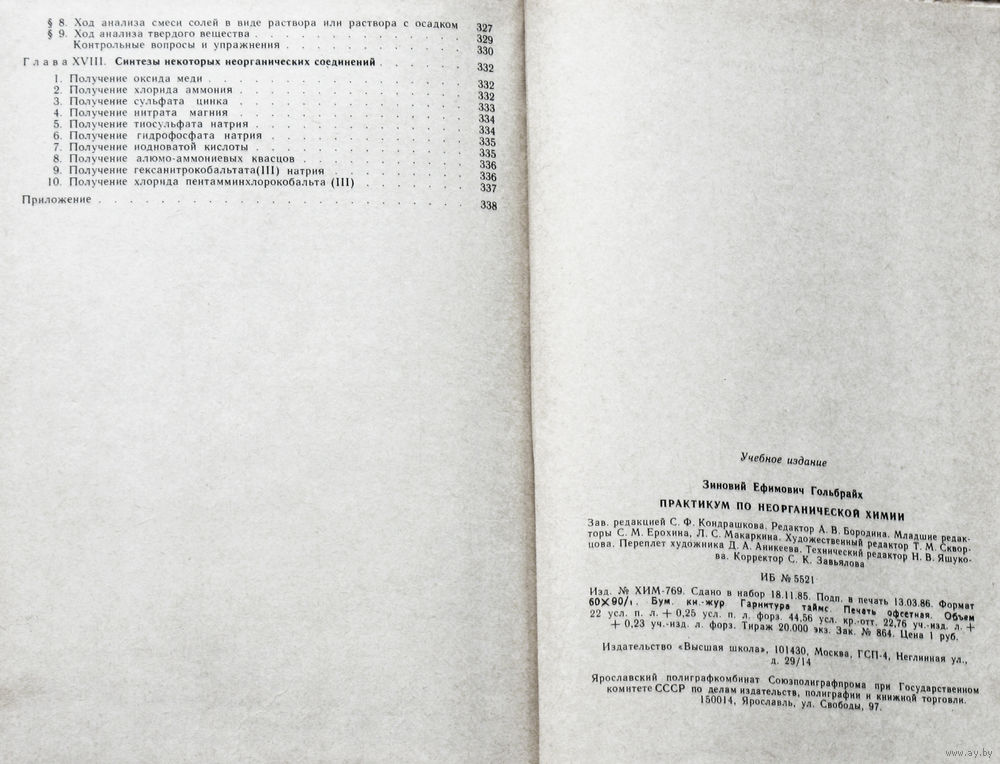 § 8. Ход анализа смеси солей в виде раствора или раствора с осадком 327
§ 9. Ход анализа твердого вещества . . . . . . . . . . . . . . . 329
Контрольные вопросы и упражнения . . . . . . . . . . . . . 330
Глава XVIII. Синтезы некоторых неорганических соединений . . . . . 332
1. Получение оксида меди . . . . . . . . . . . . . . . . . 332
2. Получение хлорида аммония . . . . . . . . . . . . . . . 332
3. Получение сульфата цинка . . . . . . . . . . . . . . . 333
4. Получение нитрата магния . . . . . . . . . . . . . . . 334
5. Получение тиосульфата натрия . . . . . . . . . . . . . . 334
6. Получение гидрофосфата натрия . . . . . . . . . . . . . 335
7. Получение иодноватой кислоты . . . . . . . . . . . . . . 335
8. Получение алюмо-аммониевых квасцов . . . . . . . . . . . 336
9. Получение гексанитрокобальтата(III) натрия . . . . . . . . . 336
10. Получение хлорида пентамминхлорокобальта (III) . . . . . . . 337
Приложение . . . . . . . . . . . . . . . . . . . . . . 338
Учебное издание
Зиновий Ефимович Гольбрайх
ПРАКТИКУМ ПО НЕОРГАНИЧЕСКОЙ ХИМИИ
Зав. редакцией С. Ф. Кондрашкова. Редактор А. В. Бородина. Младшие редак-
торы С. М. Ерохина, Л. С. Макаркина. Художественный редактор Т. М. Сквор-
цова. Переплет художника Д. А. Аникеева. Технический редактор Н. В. Яшуко-
ва. Корректор С. К. Завьялова
ИБ № 5521
Изд. № ХИМ-769. Сдано в набор 18.11.85. Подп. в печать 13.03.86. Формат
60×90/1. Бум. кн.-жур Гарнитура таймс. Печать офсетная. Объем
22 усл. п. л. + 0,25 усл. п. л. форз. 44,56 усл. кр.-отт. 22,76 уч.-изд. л. +
+ 0,23 уч.-изд. л. форз. Тираж 20.000 экз. Зак. № 864. Цена 1 руб.
Издательство «Высшая школа», 101430, Москва, ГСП-4, Неглинная ул.,
д. 29/14
Ярославский полиграфкомбинат Союзполиграфпрома при Государственном
комитете СССР по делам издательств, полиграфии и книжной торговли.
150014, Ярославль, ул. Свободы, 97.
www.ay.by